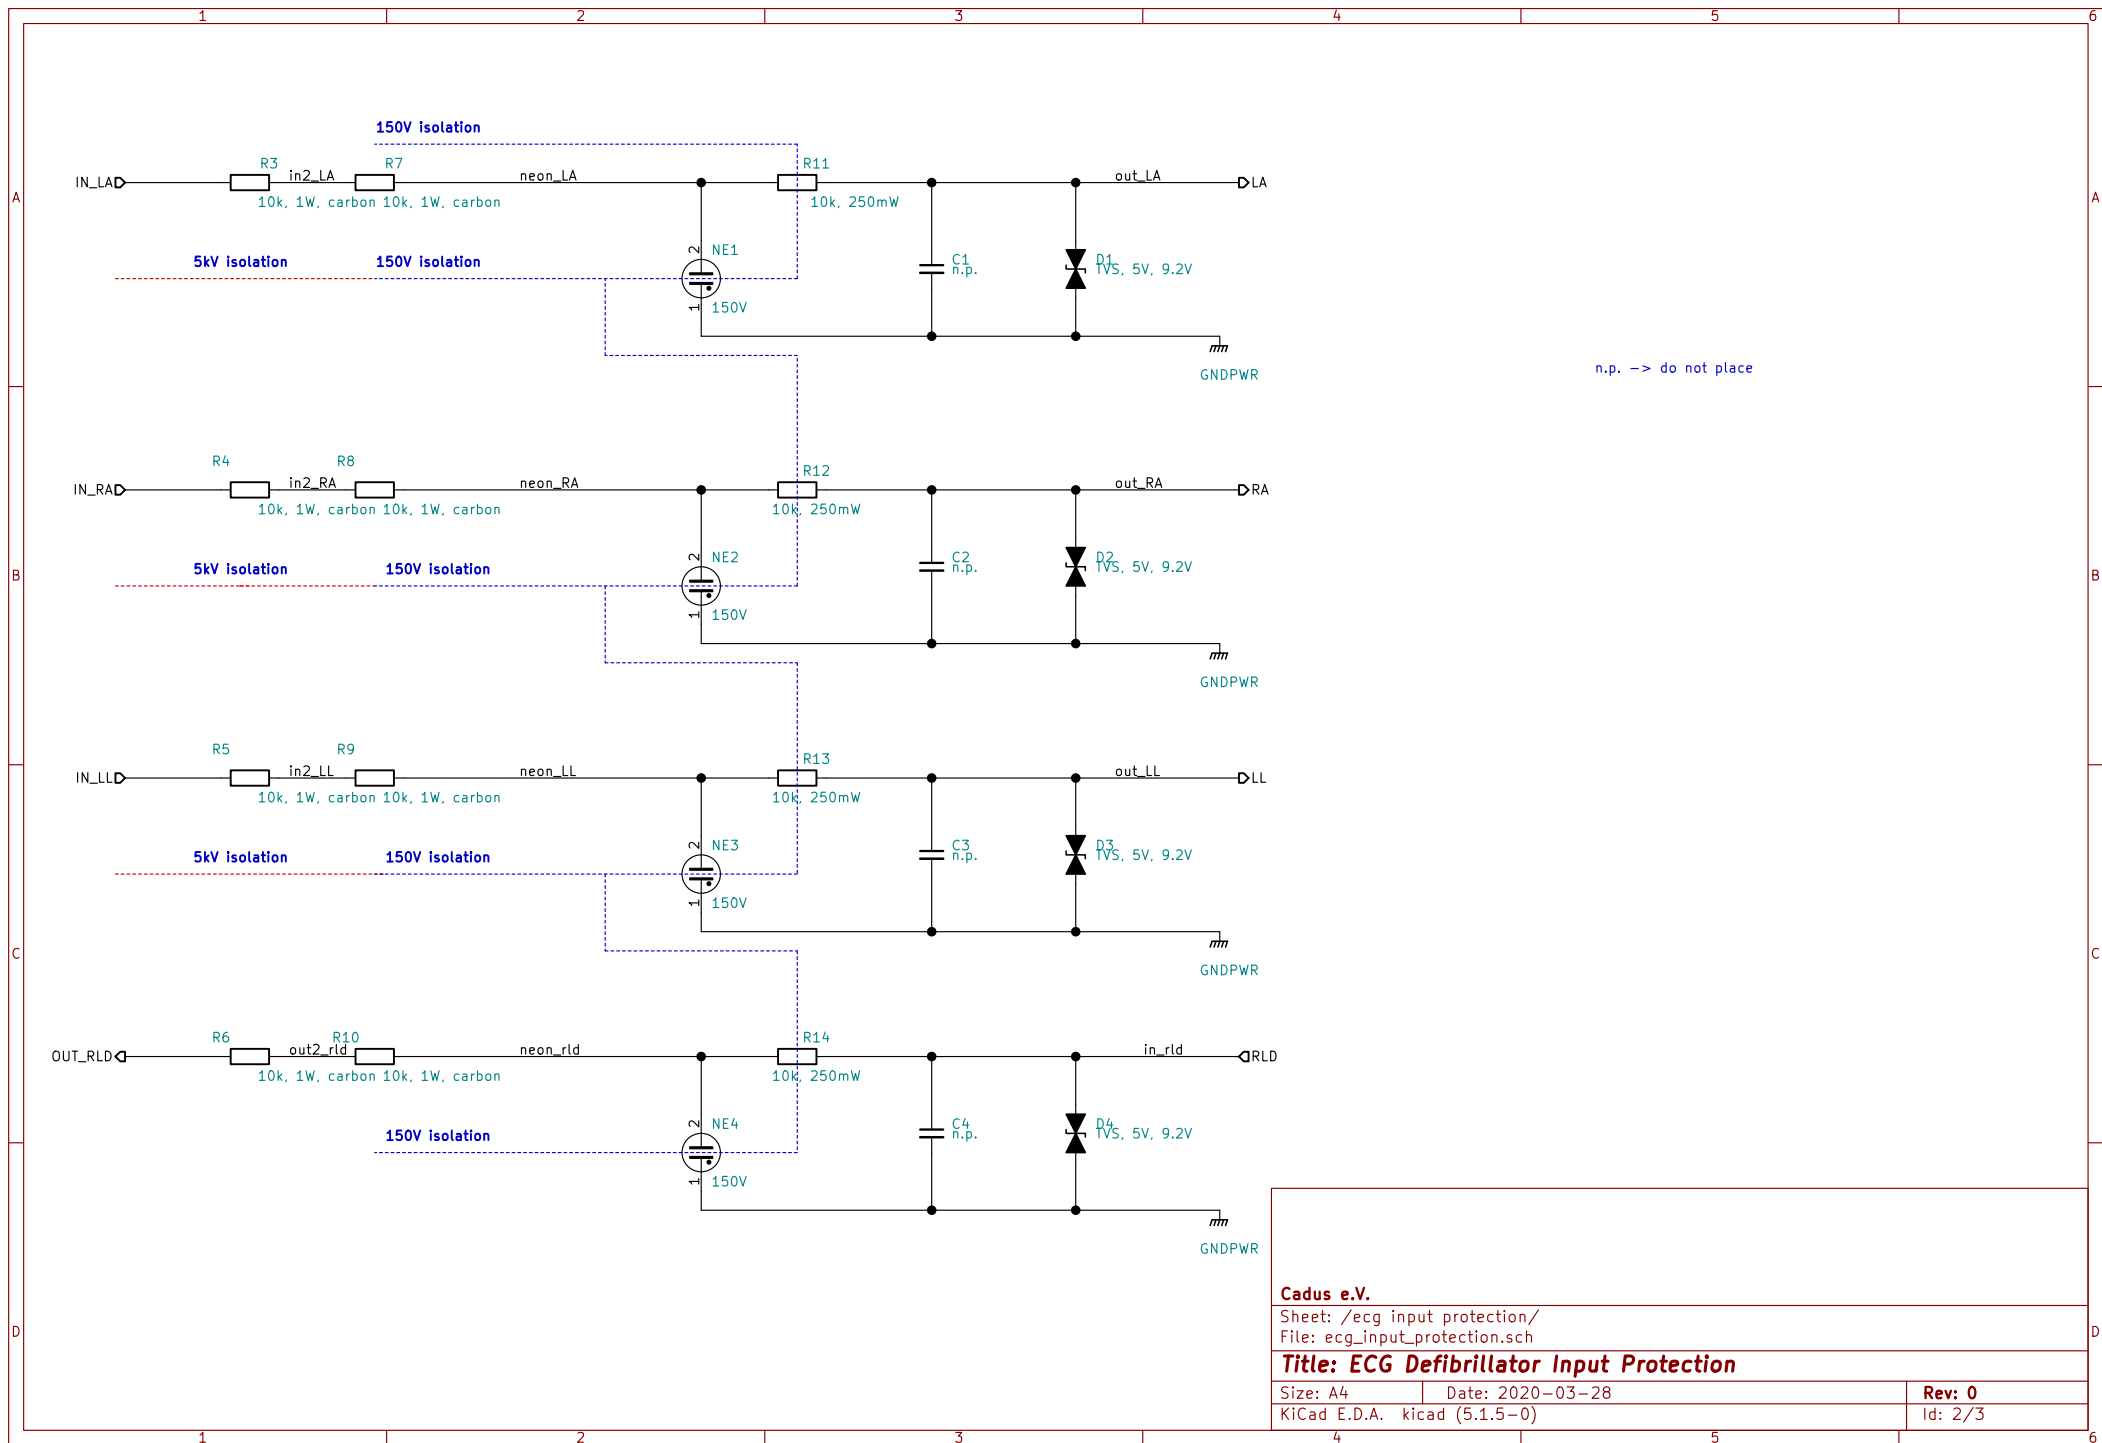 1 2 3 4 5 6
150V isolation
R3 R7 R11
IN_LA in2_LA neon_LA out_LA LA
10k, 1W, carbon 10k, 1W, carbon 10k, 250mW
A A
5kV isolation 150V isolation
2 NE1 C1 D1
n.p. TVS, 5V, 9.2V
1 150V
GNDPWR
n.p. -> do not place
R4 R8 R12
IN_RA in2_RA neon_RA out_RA RA
10k, 1W, carbon 10k, 1W, carbon 10k, 250mW
2 NE2 C2 D2
5kV isolation 150V isolation n.p. TVS, 5V, 9.2V
B B
1 150V
GNDPWR
R5 R9 R13
IN_LL in2_LL neon_LL out_LL LL
10k, 1W, carbon 10k, 1W, carbon 10k, 250mW
2 NE3 C3 D3
5kV isolation 150V isolation n.p. TVS, 5V, 9.2V
1 150V
C C
GNDPWR
R6 R10 R14
OUT_RLD out2_rld neon_rld in_rld RLD
10k, 1W, carbon 10k, 1W, carbon 10k, 250mW
2 NE4 C4 D4
150V isolation n.p. TVS, 5V, 9.2V
1 150V
GNDPWR
Cadus e.V.
Sheet: /ecg input protection/
D D
File: ecg_input_protection.sch
Title: ECG Defibrillator Input Protection
Size: A4 Date: 2020-03-28 Rev: 0
KiCad E.D.A. kicad (5.1.5-0) Id: 2/3
1 2 3 4 5 6